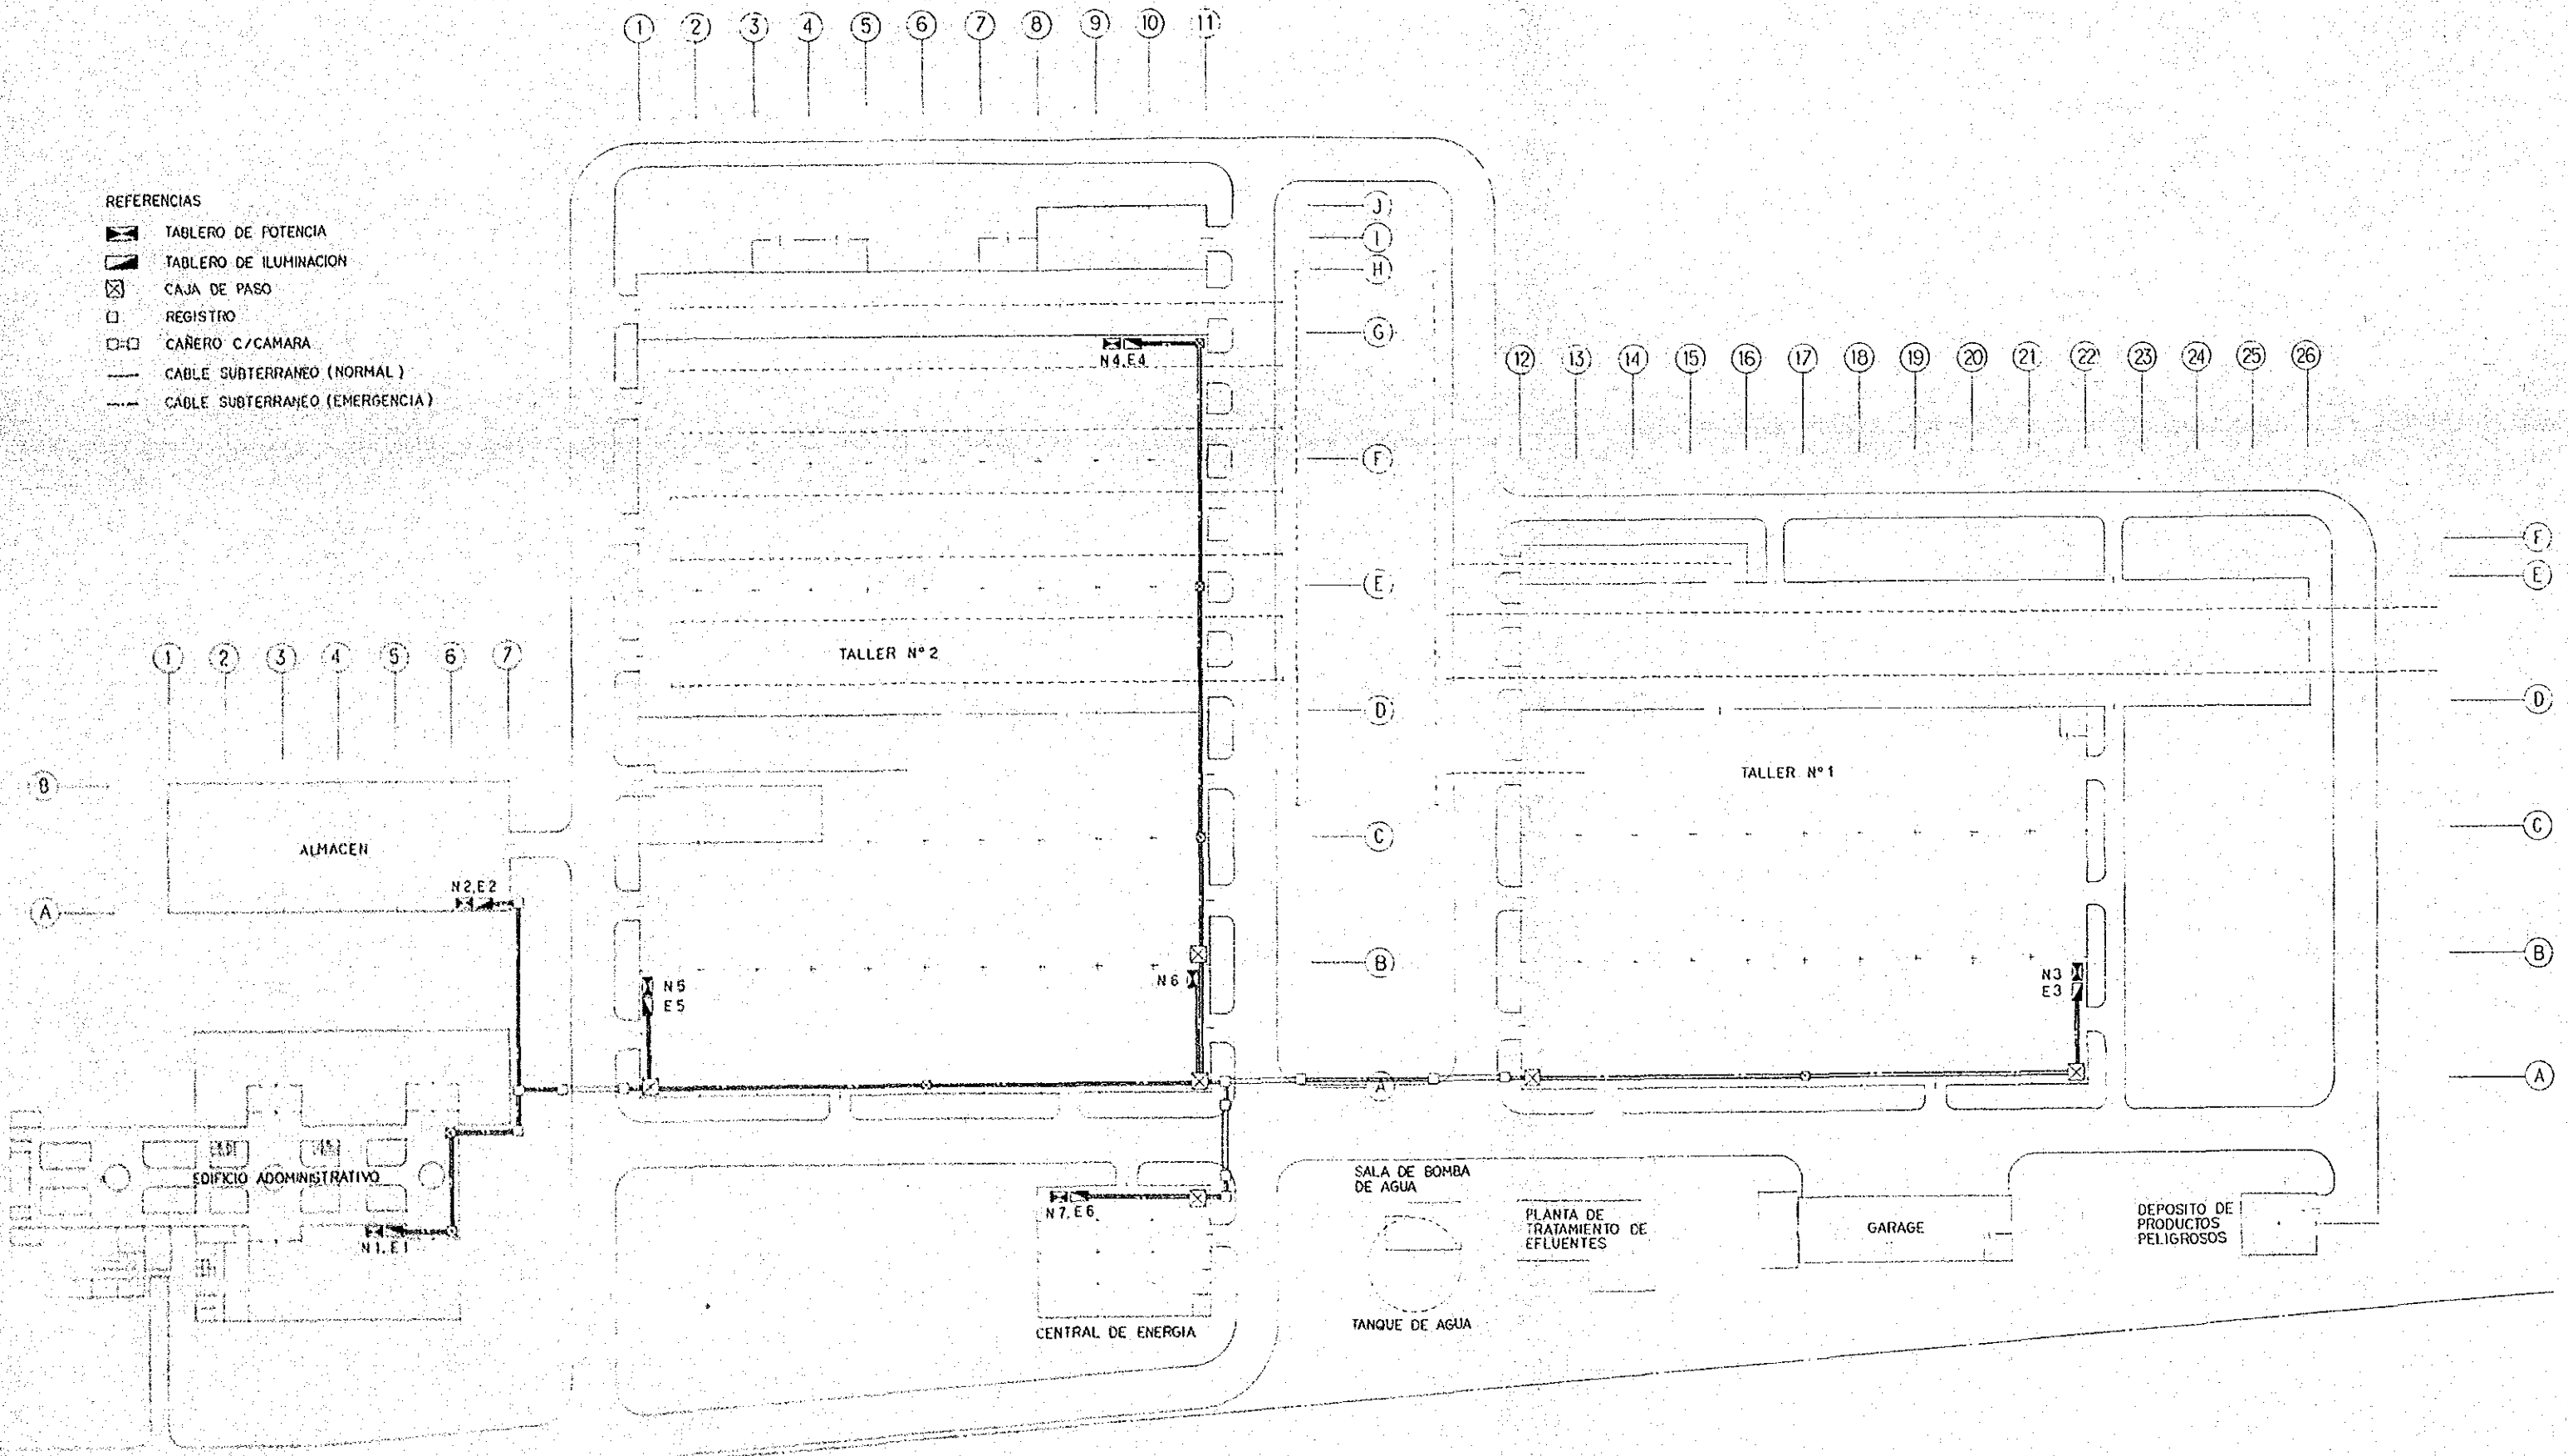 1 2 3 4 5 6 7 8 9 10 11
REFERENCIAS
TABLERO DE POTENCIA
TABLERO DE ILUMINACION
CAJA DE PASO
REGISTRO
CAÑERO C/CAMARA
CABLE SUBTERRANEO (NORMAL)
CABLE SUBTERRANEO (EMERGENCIA)
J
I
H
G
N4, E4
12 13 14 15 16 17 18 19 20 21 22 23 24 25 26
F
F
E
E
TALLER Nº 2
1 2 3 4 5 6 7
D
D
TALLER Nº 1
B
C
C
ALMACEN
N2, E2
A
B
B
N5
E5
N6
N3
E3
A
A
EDIFICIO ADOMINISTRATIVO
N1, E1
N7, E6
SALA DE BOMBA
DE AGUA
PLANTA DE
TRATAMIENTO DE
EFLUENTES
GARAGE
DEPOSITO DE
PRODUCTOS
PELIGROSOS
CENTRAL DE ENERGIA
TANQUE DE AGUA